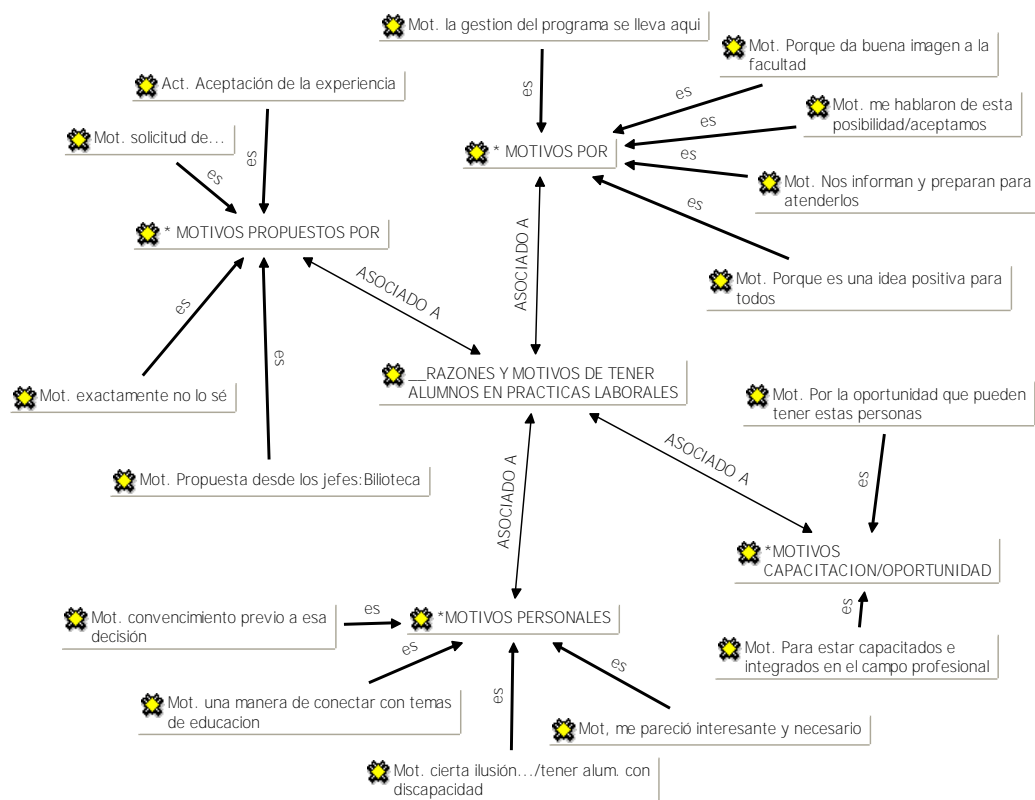 Mot. la gestion del programa se lleva aqui
Mot. Porque da buena imagen a la
facultad
Act. Aceptación de la experiencia
es
es
Mot. me hablaron de esta
posibilidad/aceptamos
es
Mot. solicitud de...
es
es
* MOTIVOS POR
es
Mot. Nos informan y preparan para
atenderlos
es
* MOTIVOS PROPUESTOS POR
ASOCIADO A
ASOCIADO A
Mot. Porque es una idea positiva para
todos
es
es
__RAZONES Y MOTIVOS DE TENER
ALUMNOS EN PRACTICAS LABORALES
Mot. exactamente no lo sé
Mot. Por la oportunidad que pueden
tener estas personas
ASOCIADO A
ASOCIADO A
Mot. Propuesta desde los jefes:Bilioteca
es
*MOTIVOS
CAPACITACION/OPORTUNIDAD
es
Mot. convencimiento previo a esa
decisión
es
*MOTIVOS PERSONALES
Mot. Para estar capacitados e
integrados en el campo profesional
es
es
es
Mot. una manera de conectar con temas
de educacion
Mot, me pareció interesante y necesario
Mot. cierta ilusión.../tener alum. con
discapacidad